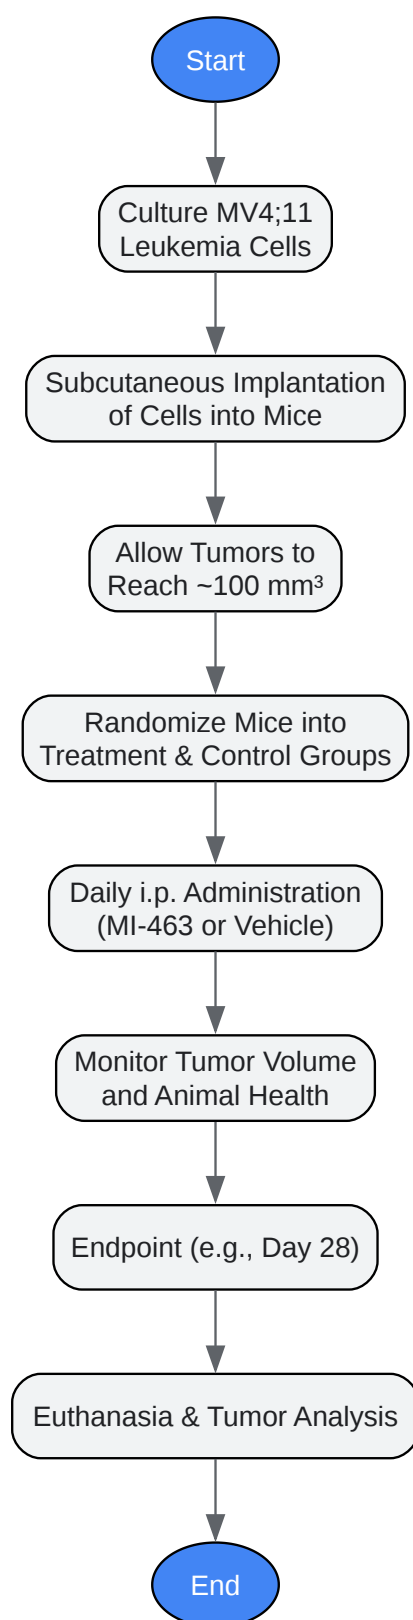 Start
Culture MV4;11
Leukemia Cells
Subcutaneous Implantation
of Cells into Mice
Allow Tumors to
Reach ~100 mm³
Randomize Mice into
Treatment & Control Groups
Daily i.p. Administration
(MI-463 or Vehicle)
Monitor Tumor Volume
and Animal Health
Endpoint (e.g., Day 28)
Euthanasia & Tumor Analysis
End